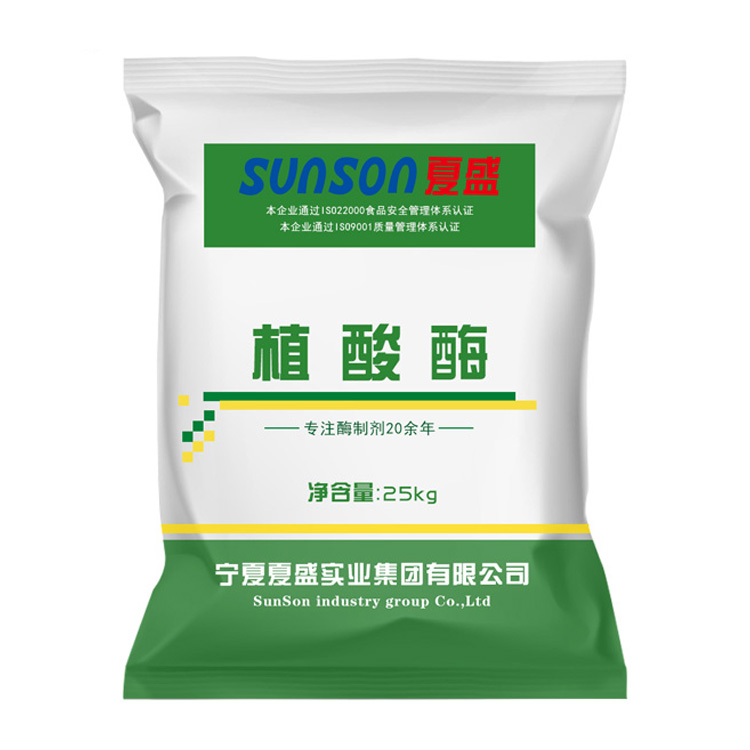 sunson夏盛
本企业通过ISO22000食品安全管理体系认证
本企业通过ISO9001质量管理体系认证
植酸酶
专注酶制剂20余年
净含量:25kg
宁夏夏盛实业集团有限公司
SunSon industry group Co.,Ltd